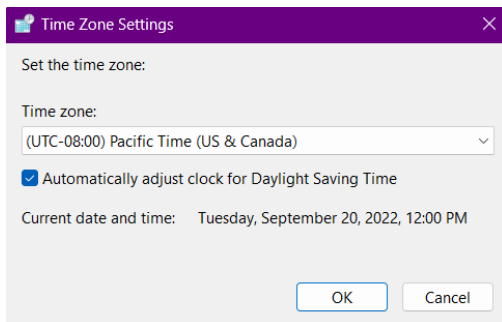 Time Zone Settings
Set the time zone:
Time zone:
(UTC-08:00) Pacific Time (US & Canada)
Automatically adjust clock for Daylight Saving Time
Current date and time: Tuesday, September 20, 2022, 12:00 PM
OK Cancel